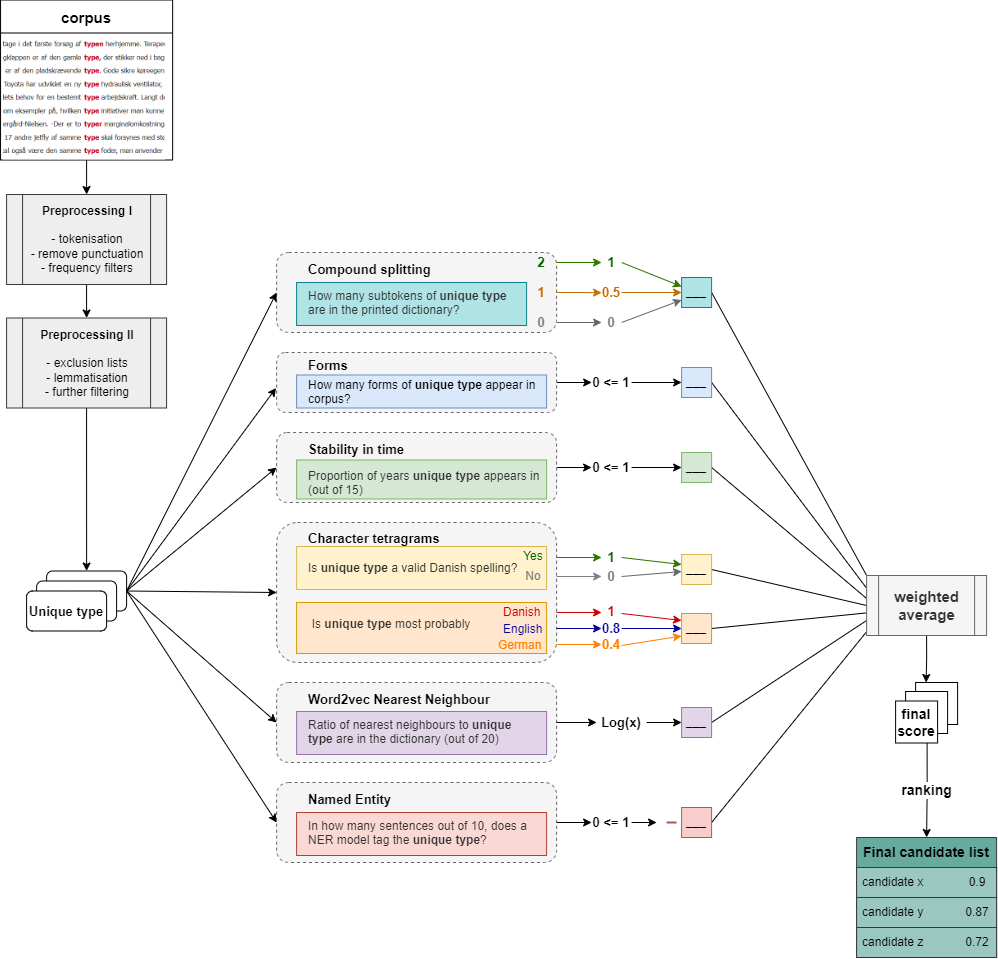 corpus
tage i det første forsøg af typen herhjemme. Terape
gklappen er af den gamle type, der stikker ned i bag
er af den pladskrævende type. Gode sikre køreegen
Toyota har udviklet en ny type hydraulisk ventilator,
lets behov for en bestemt type arbejdskraft. Langt de
om eksempler på, hvilken type initiativer man kunne
ergård-Nielsen. -Der er to typer marginalomkostning
17 andre jetfly af samme type skal forsynes med sta
al også være den samme type foder, man anvender
Preprocessing I
- tokenisation
- remove punctuation
- frequency filters
Preprocessing II
- exclusion lists
- lemmatisation
- further filtering
Unique type
Compound splitting
How many subtokens of unique type
are in the printed dictionary?
2 1
1 0.5
0 0
___
Forms
How many forms of unique type appear in
corpus?
0 <= 1
___
Stability in time
Proportion of years unique type appears in
(out of 15)
0 <= 1
___
Character tetragrams
Is unique type a valid Danish spelling?
Yes 1
No 0
___
Is unique type most probably
Danish 1
English 0.8
German 0.4
___
Word2vec Nearest Neighbour
Ratio of nearest neighbours to unique
type are in the dictionary (out of 20)
Log(x)
___
Named Entity
In how many sentences out of 10, does a
NER model tag the unique type?
0 <= 1
–
___
weighted
average
final
score
ranking
Final candidate list
candidate x 0.9
candidate y 0.87
candidate z 0.72